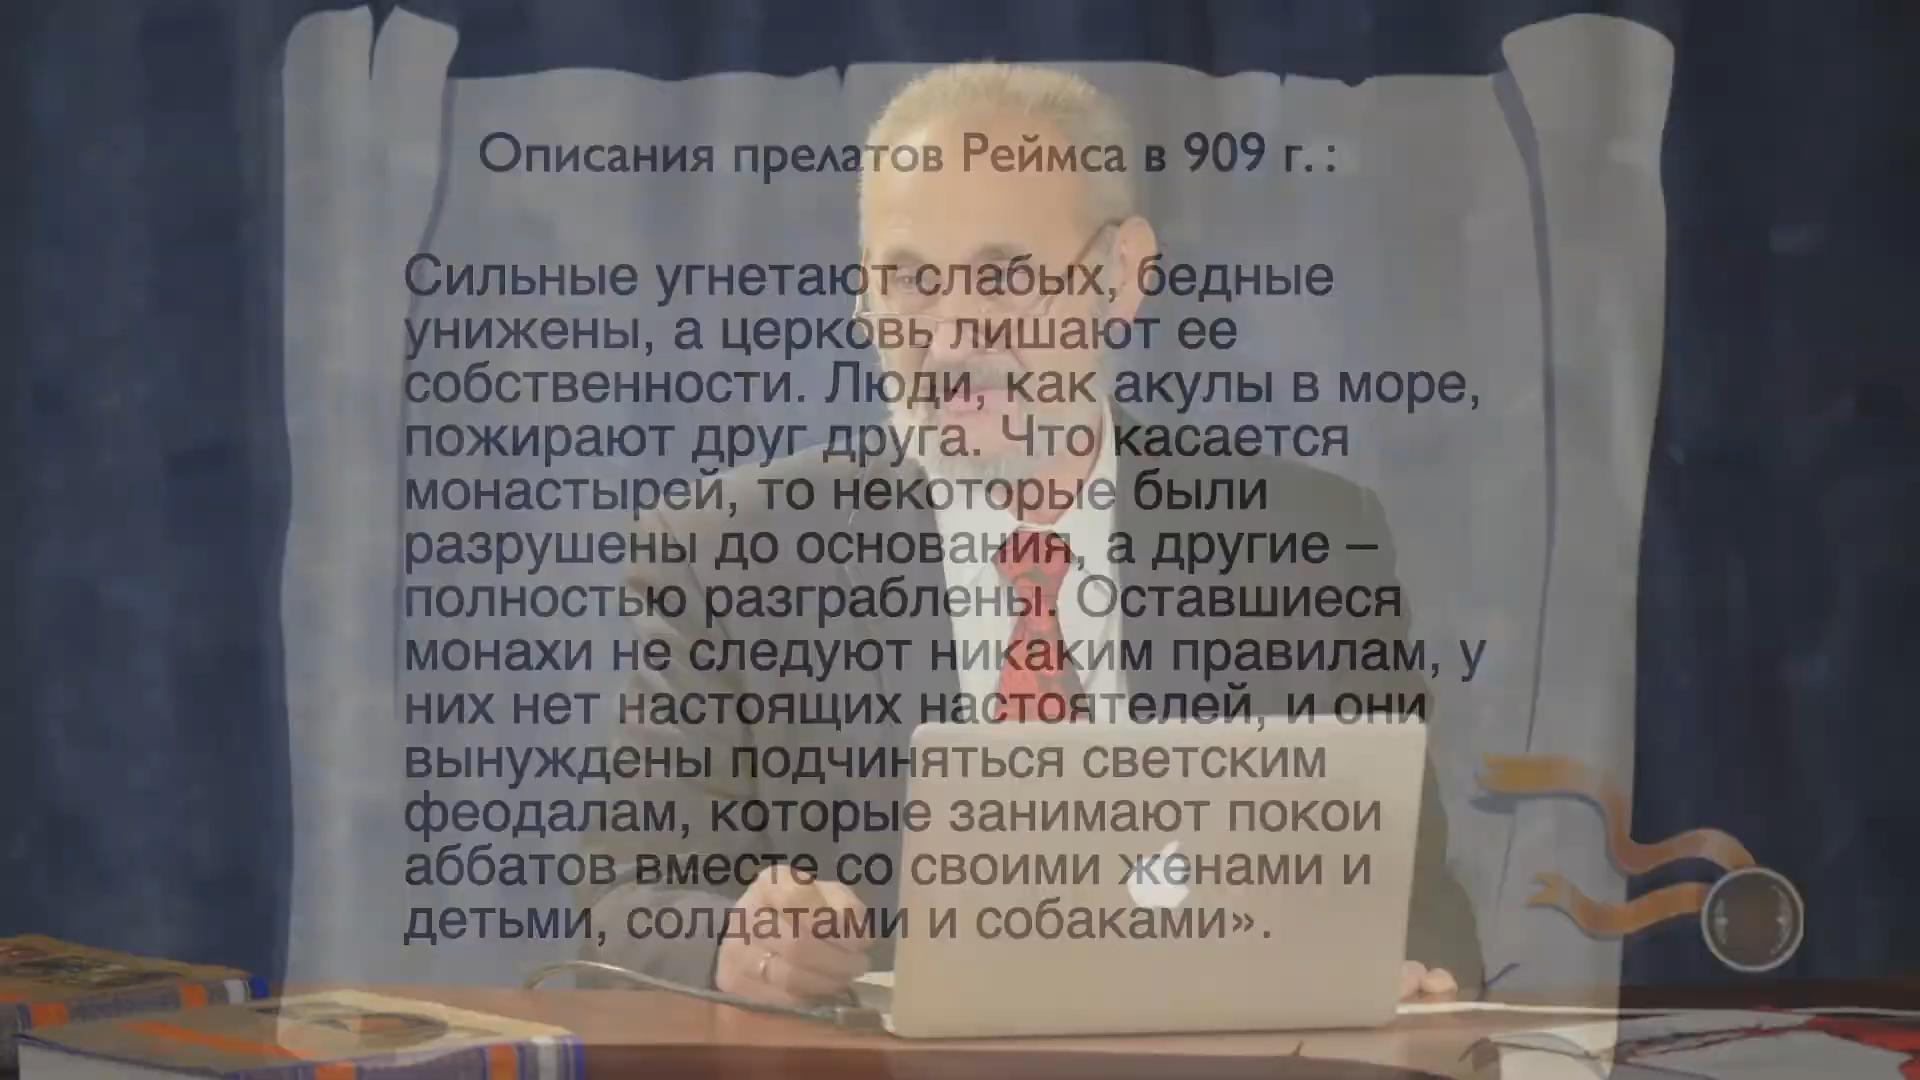 Описания прелатов Реймса в 909 г. :
Сильные угнетают слабых, бедные
унижены, а церковь лишают ее
собственности. Люди, как акулы в море,
пожирают друг друга. Что касается
монастырей, то некоторые были
разрушены до основания, а другие –
полностью разграблены. Оставшиеся
монахи не следуют никаким правилам, у
них нет настоящих настоятелей, и они
вынуждены подчиняться светским
феодалам, которые занимают покои
аббатов вместе со своими женами и
детьми, солдатами и собаками».